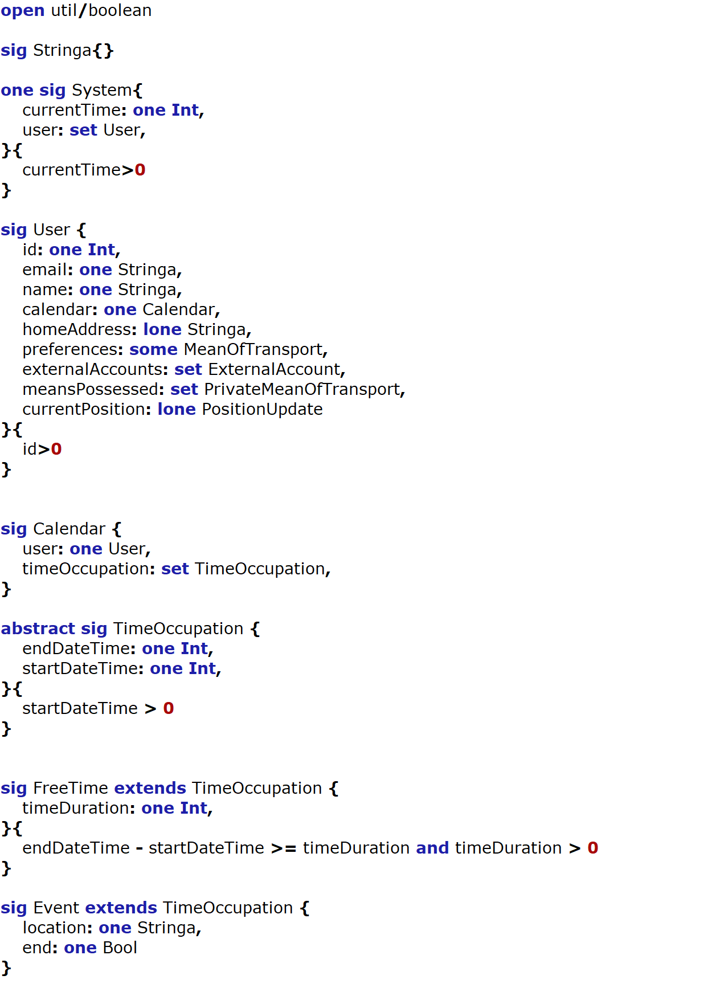 open util/boolean
sig Stringa{}
one sig System{
currentTime: one Int,
user: set User,
}{
currentTime>0
}
sig User {
id: one Int,
email: one Stringa,
name: one Stringa,
calendar: one Calendar,
homeAddress: lone Stringa,
preferences: some MeanOfTransport,
externalAccounts: set ExternalAccount,
meansPossessed: set PrivateMeanOfTransport,
currentPosition: lone PositionUpdate
}{
id>0
}
sig Calendar {
user: one User,
timeOccupation: set TimeOccupation,
}
abstract sig TimeOccupation {
endDateTime: one Int,
startDateTime: one Int,
}{
startDateTime > 0
}
sig FreeTime extends TimeOccupation {
timeDuration: one Int,
}{
endDateTime - startDateTime >= timeDuration and timeDuration > 0
}
sig Event extends TimeOccupation {
location: one Stringa,
end: one Bool
}